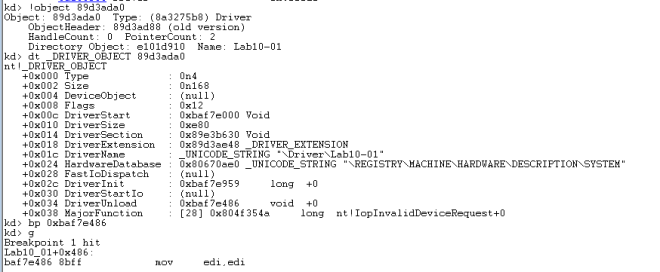 kd> !object 89d3ada0
Object: 89d3ada0 Type: (8a3275b8) Driver
ObjectHeader: 89d3ad88 (old version)
HandleCount: 0 PointerCount: 2
Directory Object: e101d910 Name: Lab10-01
kd> dt _DRIVER_OBJECT 89d3ada0
nt!_DRIVER_OBJECT
+0x000 Type : 0n4
+0x002 Size : 0n168
+0x004 DeviceObject : (null)
+0x008 Flags : 0x12
+0x00c DriverStart : 0xbaf7e000 Void
+0x010 DriverSize : 0xe80
+0x014 DriverSection : 0x89e3b630 Void
+0x018 DriverExtension : 0x89d3ae48 _DRIVER_EXTENSION
+0x01c DriverName : _UNICODE_STRING "\Driver\Lab10-01"
+0x024 HardwareDatabase : 0x80670ae0 _UNICODE_STRING "\REGISTRY\MACHINE\HARDWARE\DESCRIPTION\SYSTEM"
+0x028 FastIoDispatch : (null)
+0x02c DriverInit : 0xbaf7e959 long +0
+0x030 DriverStartIo : (null)
+0x034 DriverUnload : 0xbaf7e486 void +0
+0x038 MajorFunction : [28] 0x804f354a long nt!IopInvalidDeviceRequest+0
kd> bp 0xbaf7e486
kd> g
Breakpoint 1 hit
Lab10_01+0x486:
baf7e486 8bff mov edi,edi